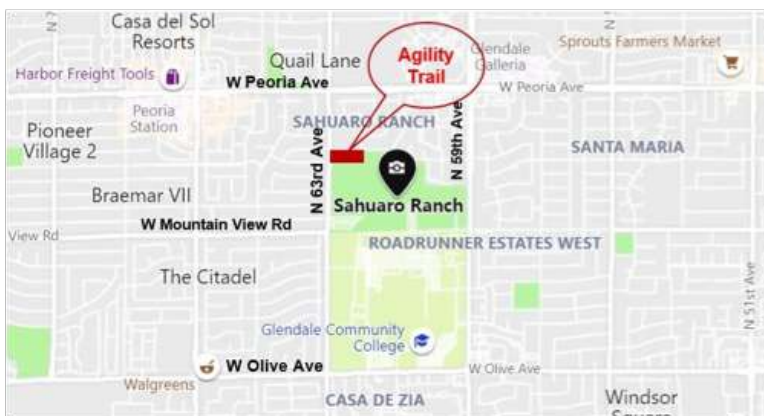 Casa del Sol
Resorts
Quail Lane
Agility
Trail
Glendale
Galleria
Sprouts Farmers Market
Harbor Freight Tools
W Peoria Ave
W Peoria Ave
Peoria
Station
Pioneer
Village 2
SAHUARO RANCH
N 63rd Ave
N 59th Ave
SANTA MARIA
Braemar VII
Sahuaro Ranch
W Mountain View Rd
View Rd
ROADRUNNER ESTATES WEST
The Citadel
N 51st Ave
Glendale Community
College
W Olive Ave
W Olive Ave
Walgreens
CASA DE ZIA
Windsor